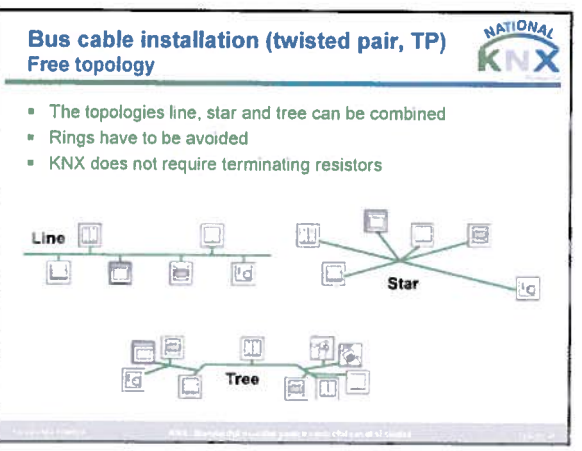 Bus cable installation (twisted pair, TP)
Free topology
NATIONAL
KNX
▪ The topologies line, star and tree can be combined
▪ Rings have to be avoided
▪ KNX does not require terminating resistors
Line
Star
Tree